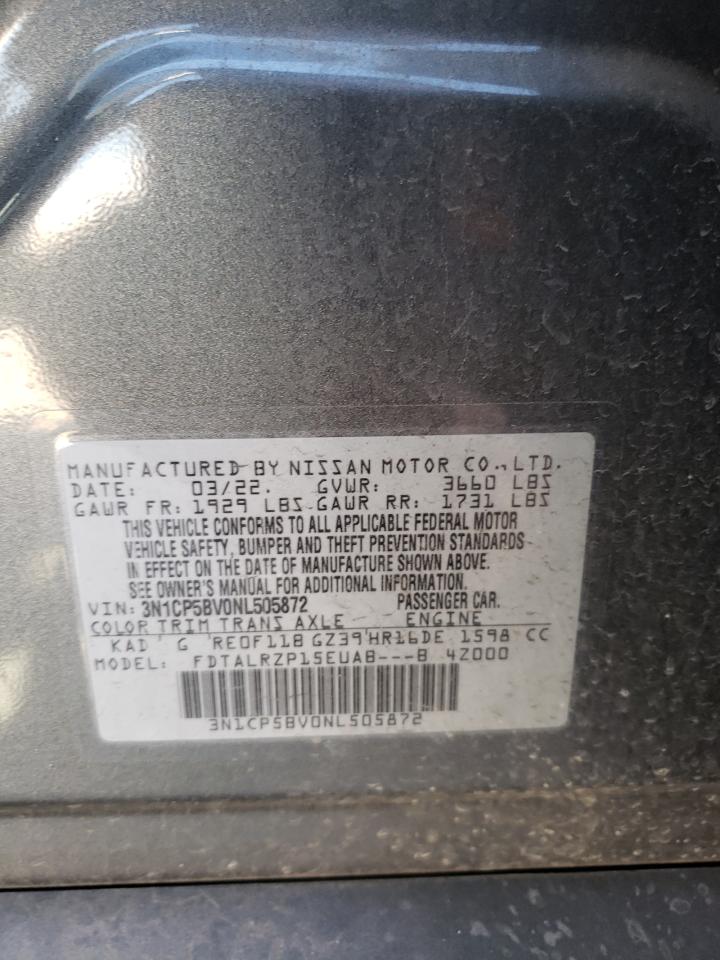 MANUFACTURED BY NISSAN MOTOR CO., LTD.
DATE: 03/22. GVWR: 3660 LBS
GAWR FR: 1929 LBS GAWR RR: 1731 LBS
THIS VEHICLE CONFORMS TO ALL APPLICABLE FEDERAL MOTOR
VEHICLE SAFETY, BUMPER AND THEFT PREVENTION STANDARDS
IN EFFECT ON THE DATE OF MANUFACTURE SHOWN ABOVE.
SEE OWNER'S MANUAL FOR ADDITIONAL INFORMATION.
VIN: 3N1CP5BV0NL505872 PASSENGER CAR.
COLOR TRIM TRANS AXLE ENGINE
KAD G RE0F11B GZ39 HR16DE 1598 CC
MODEL: FDTALRZP15EUAB---B 4Z000
3N1CP5BV0NL505872